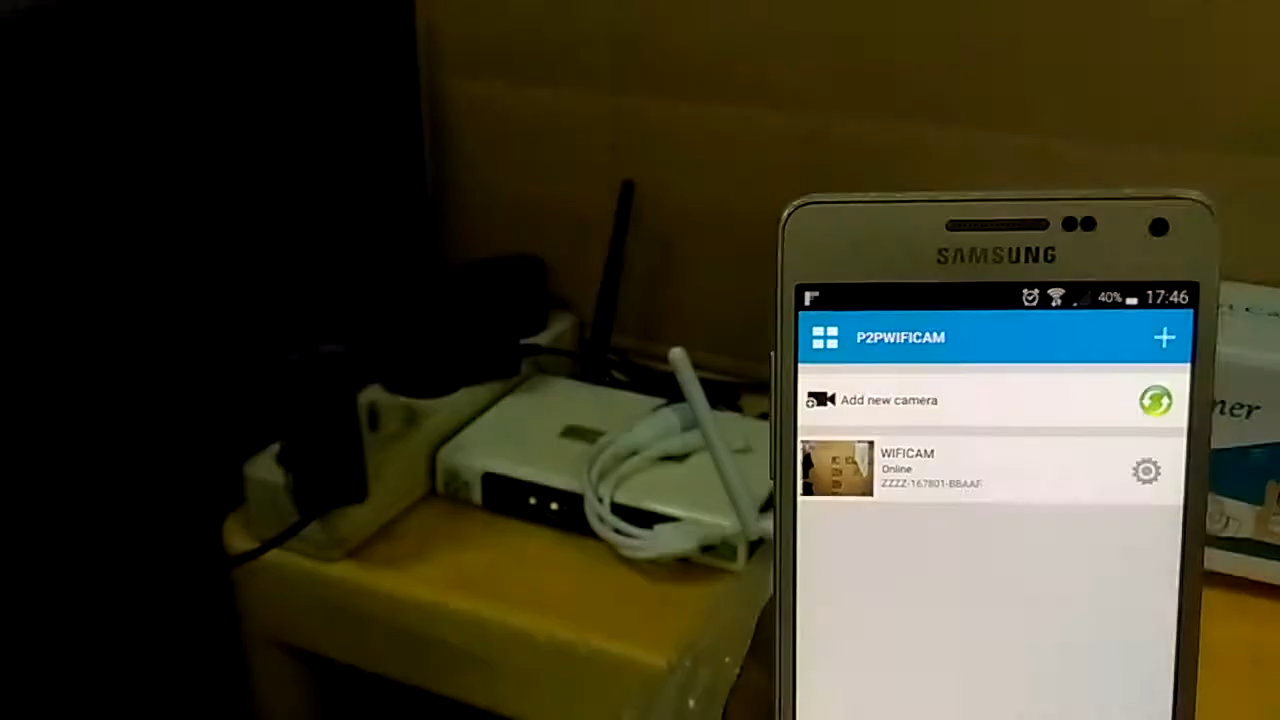 SAMSUNG
40% 17:46
P2PWIFICAM
Add new camera
WIFICAM
Online
ZZZZ-167801-BBAAF